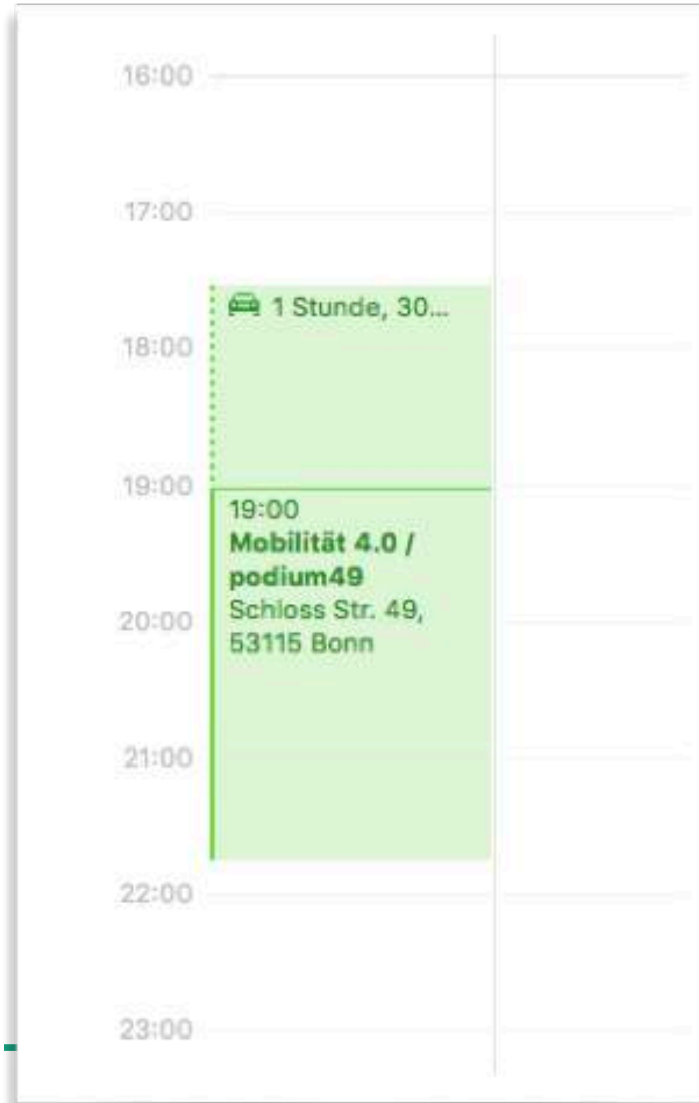 16:00
17:00
1 Stunde, 30...
18:00
19:00
19:00
Mobilität 4.0 /
podium49
Schloss Str. 49,
53115 Bonn
20:00
21:00
22:00
23:00